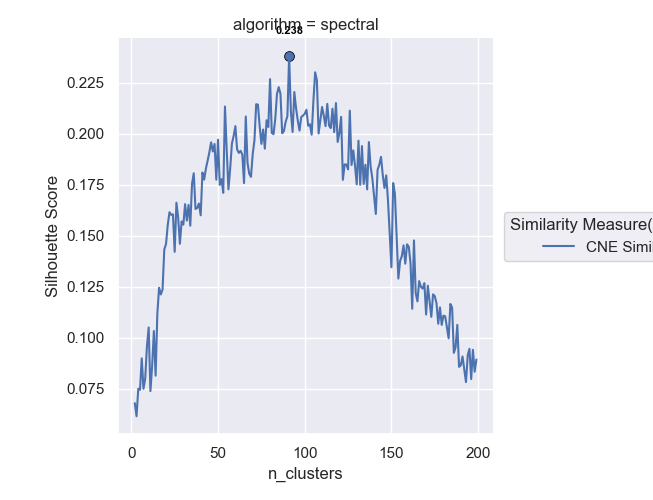 algorithm = spectral
0.238
Silhouette Score
0.225
0.200
0.175
0.150
0.125
0.100
0.075
0
50
100
150
200
n_clusters
Similarity Measure(
CNE Simil